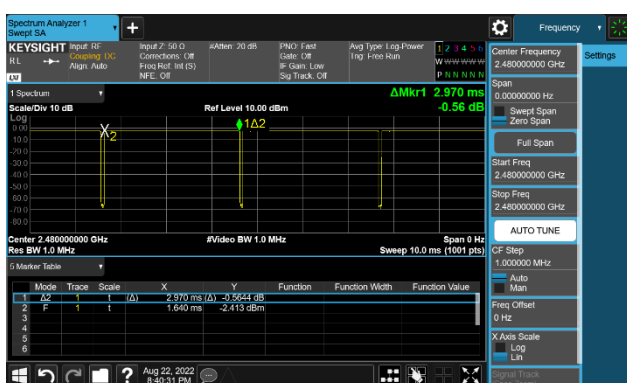 Spectrum Analyzer 1
Swept SA
Frequency
KEYSIGHT Input: RF Input Z: 50 Ω #Atten: 20 dB PNO: Fast Avg Type: Log-Power 1 2 3 4 5 6
RL Coupling: DC Corrections: Off Gate: Off Trig: Free Run W W W W W W
Align: Auto Freq Ref: Int (S) IF Gain: Low P N N N N N
NFE: Off Sig Track: Off
LXI
1 Spectrum ΔMkr1 2.970 ms
Scale/Div 10 dB Ref Level 10.00 dBm -0.56 dB
Log
0.00
-10.0
-20.0
-30.0
-40.0
-50.0
-60.0
-70.0
-80.0
X2
1Δ2
Center 2.480000000 GHz #Video BW 1.0 MHz Span 0 Hz
Res BW 1.0 MHz Sweep 10.0 ms (1001 pts)
5 Marker Table
Mode Trace Scale X Y Function Function Width Function Value
1 Δ2 1 t (Δ) 2.970 ms (Δ) -0.5644 dB
2 F 1 t 1.640 ms -2.413 dBm
3
4
5
6
Aug 22, 2022
8:40:31 PM
Center Frequency
2.480000000 GHz
Settings
Span
0.00000000 Hz
Swept Span
Zero Span
Full Span
Start Freq
2.480000000 GHz
Stop Freq
2.480000000 GHz
AUTO TUNE
CF Step
1.000000 MHz
Auto
Man
Freq Offset
0 Hz
X Axis Scale
Log
Lin
Signal Track